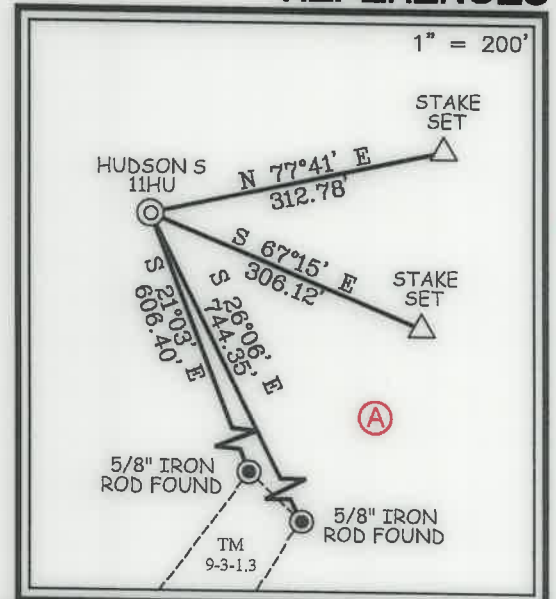 1" = 200'
STAKE
SET
HUDSON S
11HU
N 77°41' E
312.78'
S 67°15' E
306.12'
STAKE
SET
S 21°03' E
606.40'
S 26°06' E
744.35'
A
5/8" IRON
ROD FOUND
5/8" IRON
ROD FOUND
TM
9-3-1.3